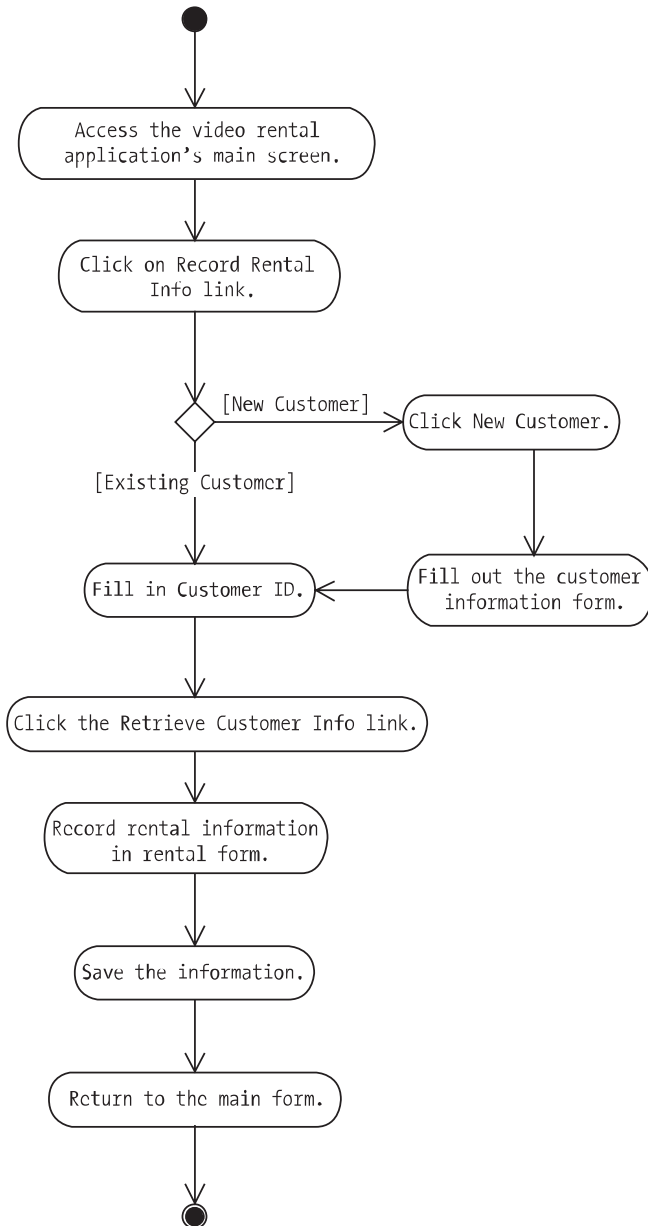 Access the video rental
application's main screen.
Click on Record Rental
Info link.
[New Customer]
Click New Customer.
[Existing Customer]
Fill out the customer
information form.
Fill in Customer ID.
Click the Retrieve Customer Info link.
Record rental information
in rental form.
Save the information.
Return to the main form.